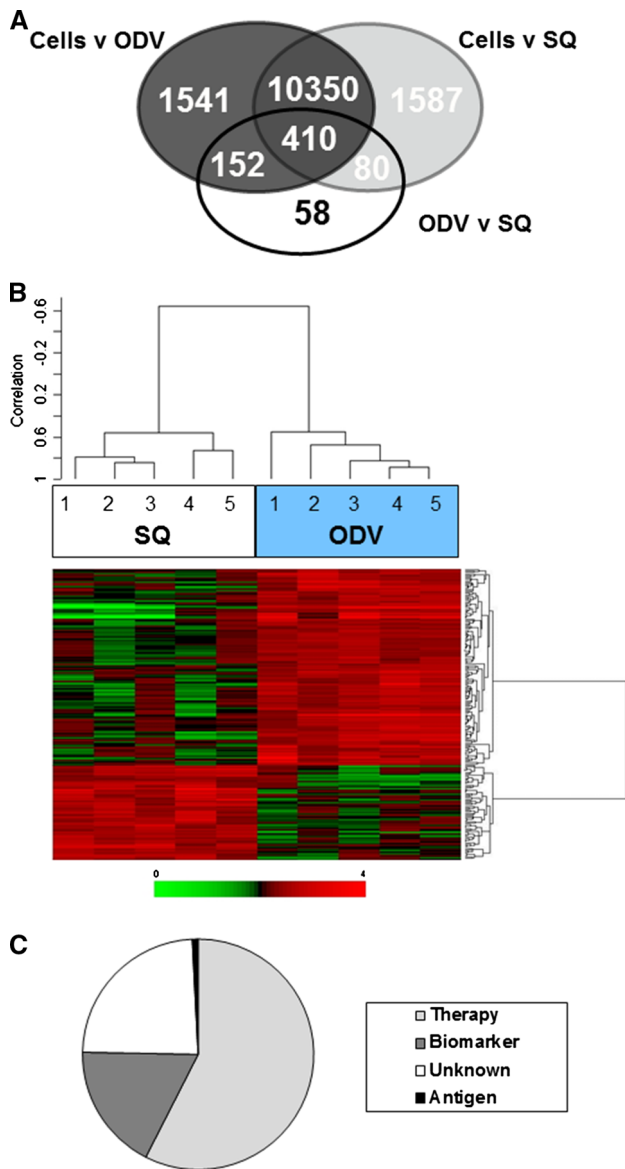 A
Cells v ODV
Cells v SQ
1541
10350
1587
410
152
80
58
ODV v SQ
B
Correlation
-0.6
-0.2
0.2
0.6
1
1 2 3 4 5 1 2 3 4 5
SQ ODV
0 4
C
Therapy
Biomarker
Unknown
Antigen